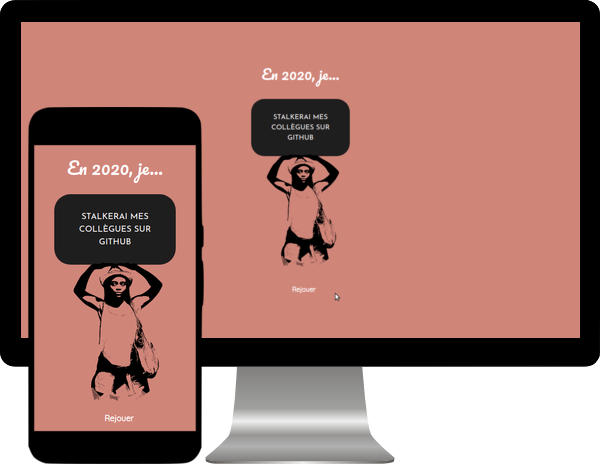 En 2020, je...
STALKERAI MES
COLLÈGUES SUR
GITHUB
Rejouer
En 2020, je...
STALKERAI MES
COLLÈGUES SUR
GITHUB
Rejouer